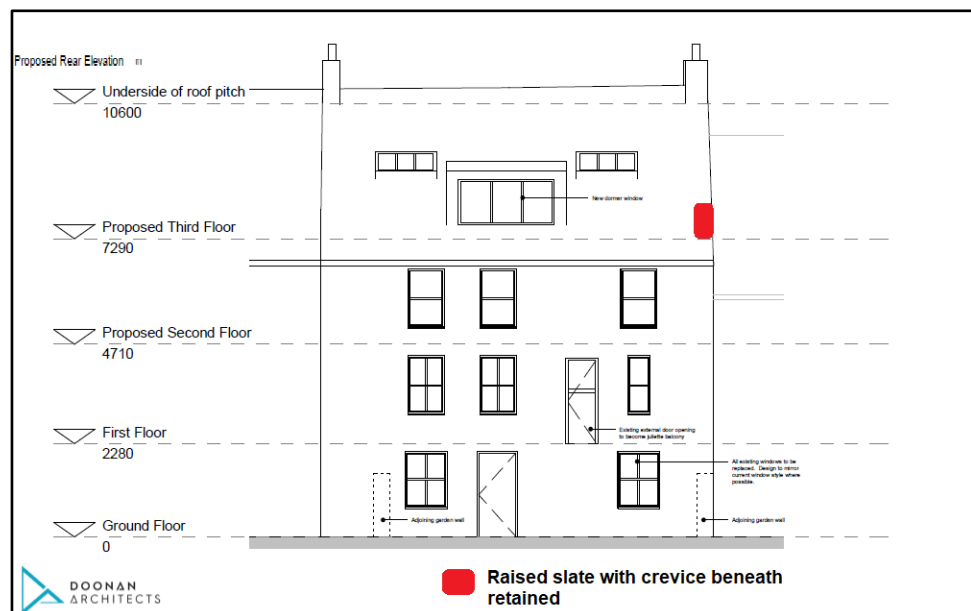 Proposed Rear Elevation
Underside of roof pitch
10600
New dormer window
Proposed Third Floor
7290
Proposed Second Floor
4710
Existing external door opening
to become juliette balcony
First Floor
2280
All existing windows to be
replaced. Design to mirror
current window style where
possible.
Adjoining garden wall
Adjoining garden wall
Ground Floor
0
DOONAN
ARCHITECTS
Raised slate with crevice beneath
retained